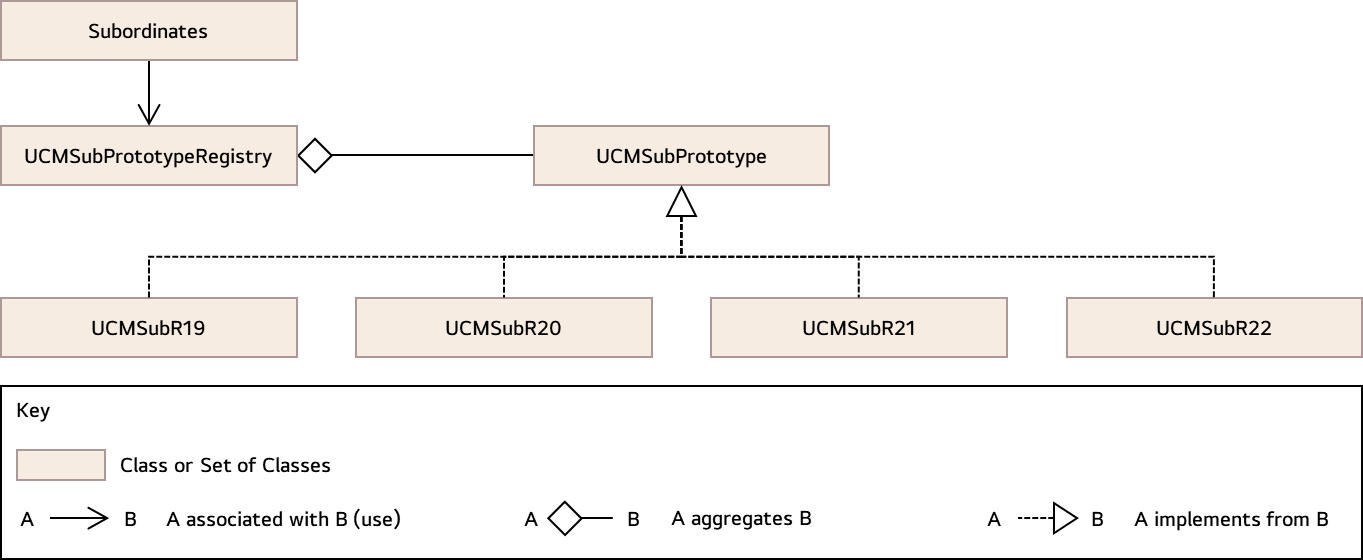 Subordinates
UCMSubPrototypeRegistry
UCMSubPrototype
UCMSubR19
UCMSubR20
UCMSubR21
UCMSubR22
Key
Class or Set of Classes
A B A associated with B (use)
A B A aggregates B
A B A implements from B